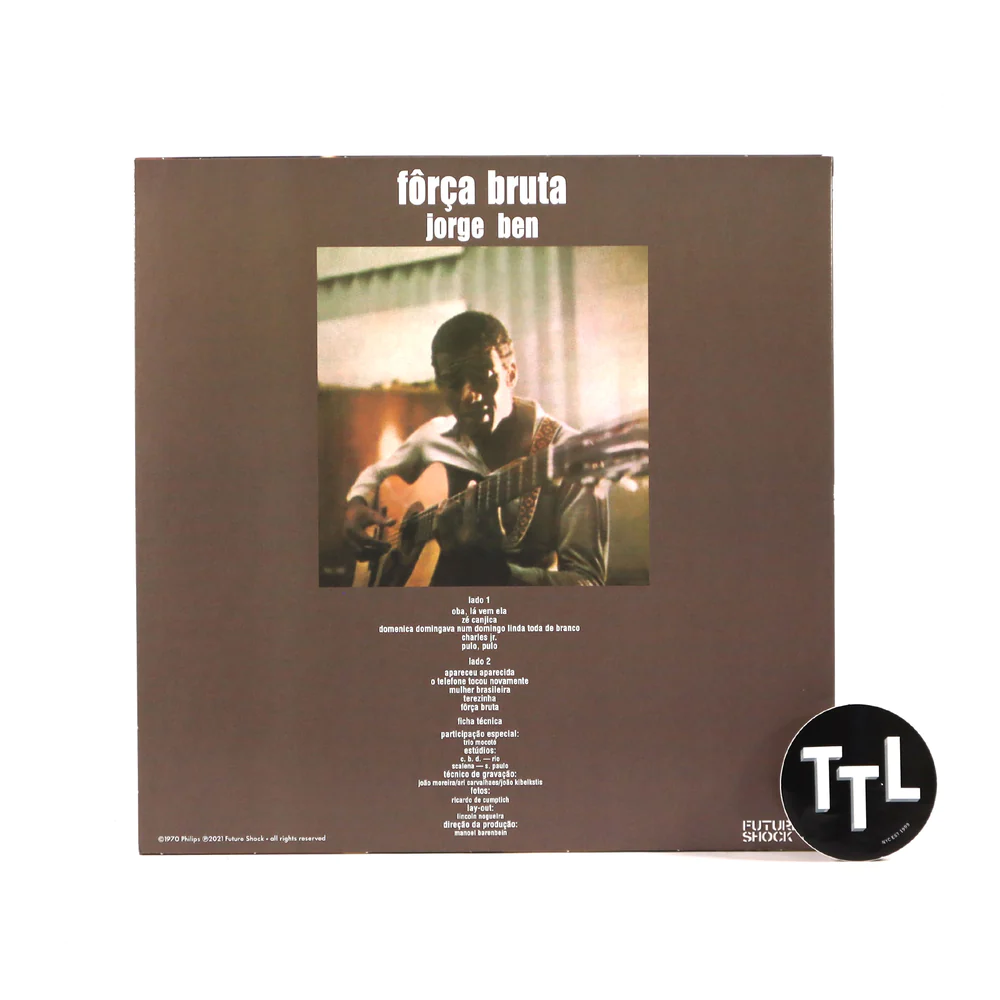 fôrça bruta
jorge ben
lado 1
oba, lá vem ela
zé canjica
domenica domingava num domingo linda toda de branco
charles jr.
pulo, pulo
lado 2
apareceu aparecida
o telefone tocou novamente
mulher brasileira
terezinha
fôrça bruta
ficha técnica
participação especial:
trio mocotó
estúdios:
c. b. d. — rio
scatena — s. paulo
técnico de gravação:
joão moreira/ari carvalhaes/joão kibelkstis
fotos:
ricardo de cumptich
lay-out:
lincoln nogueira
direção da produção:
manoel barenbein
©1970 Philips ℗2021 Future Shock - all rights reserved
FUTURE
SHOCK
TTL
NYC EST 1999